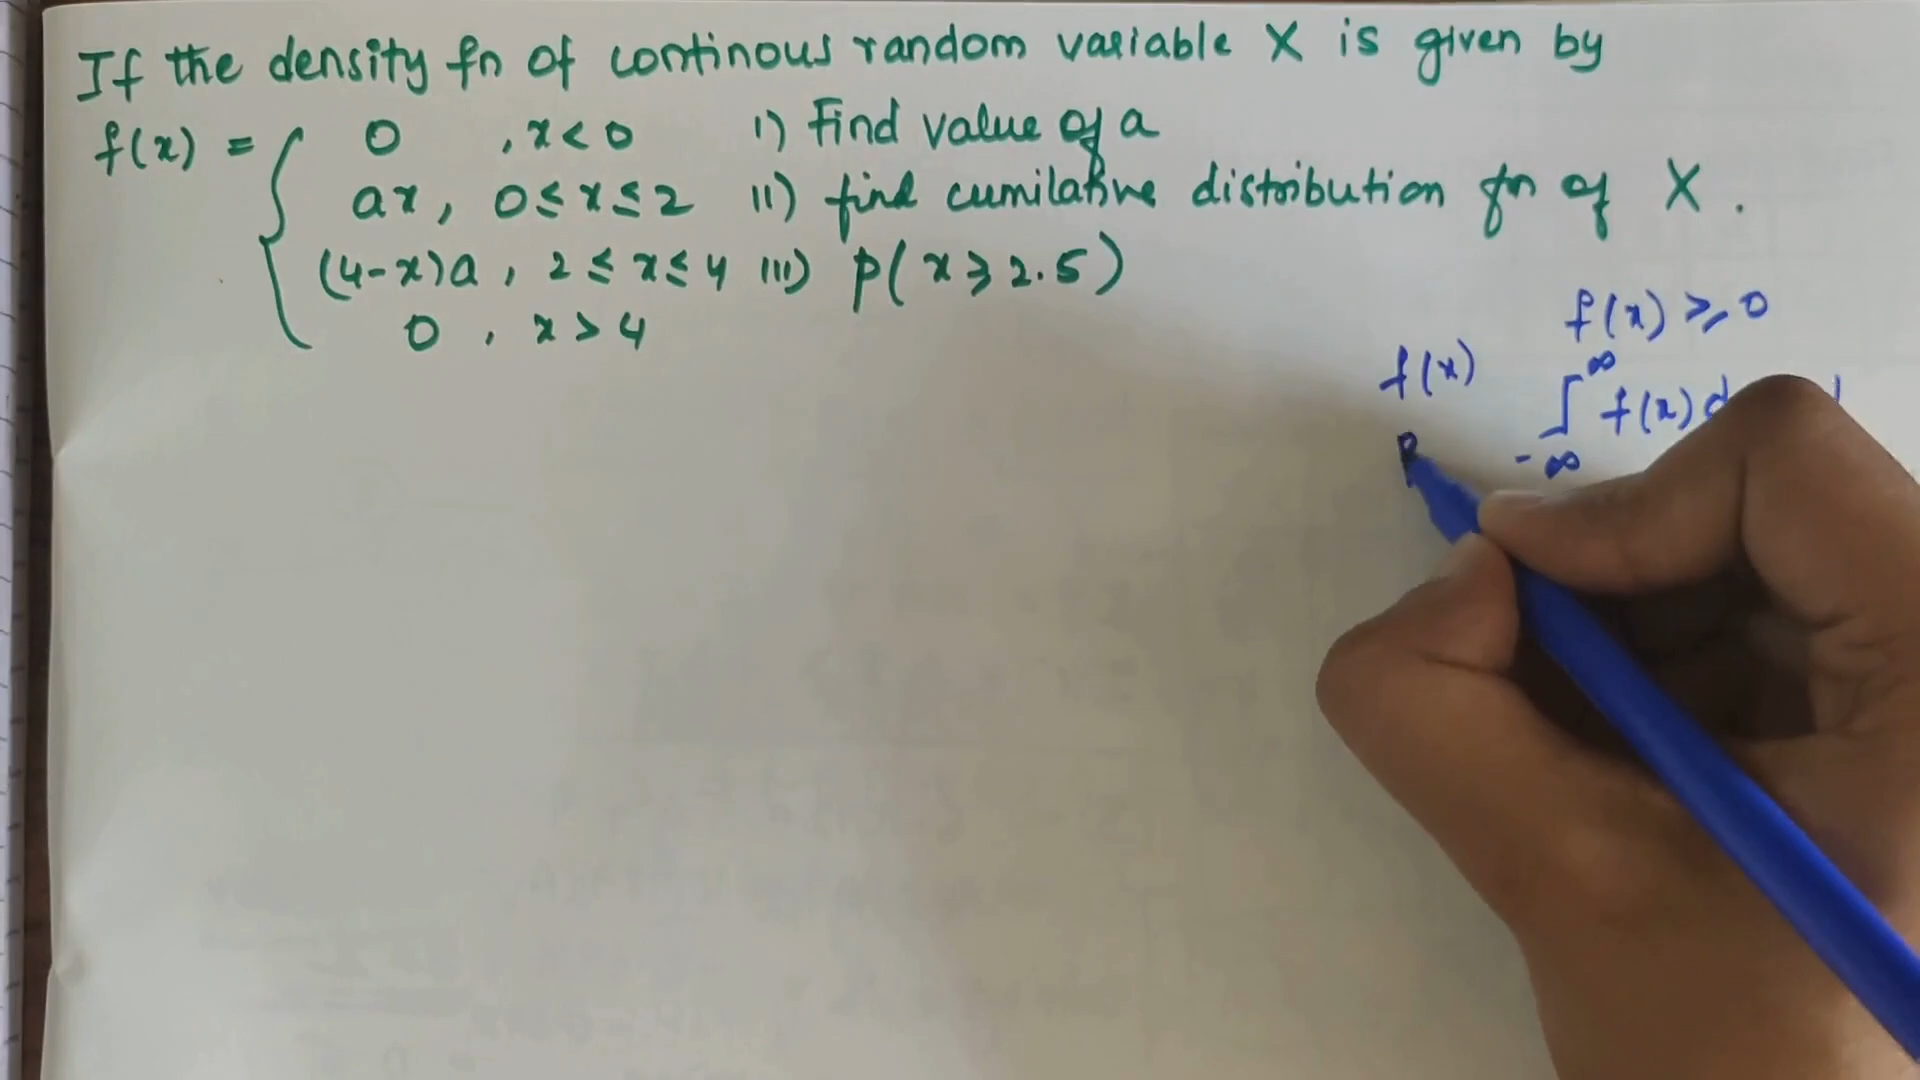 If the density fn of continous random variable X is given by
f(x) = { 0 , x < 0 i) Find value of a
ax , 0 ≤ x ≤ 2 ii) find cumilative distribution fn of X .
(4-x)a , 2 ≤ x ≤ 4 iii) p( x ⩾ 2.5 )
0 , x > 4
f(x) ⩾ 0
f(x) ∫ f(x) ∞ -∞